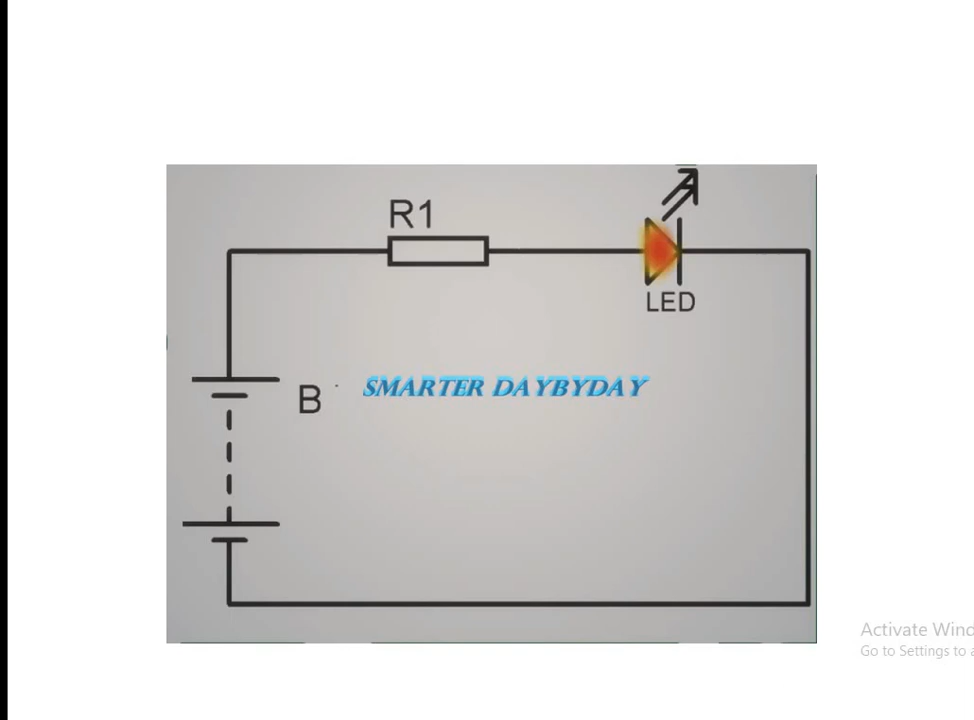 R1
LED
B
SMARTER DAYBYDAY
Activate Wind
Go to Settings to a